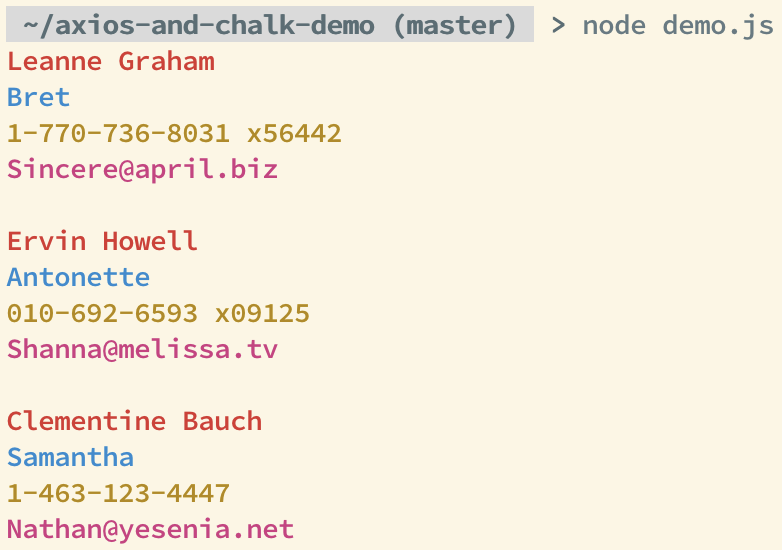 ~/axios-and-chalk-demo (master) > node demo.js
Leanne Graham
Bret
1-770-736-8031 x56442
Sincere@april.biz
Ervin Howell
Antonette
010-692-6593 x09125
Shanna@melissa.tv
Clementine Bauch
Samantha
1-463-123-4447
Nathan@yesenia.net